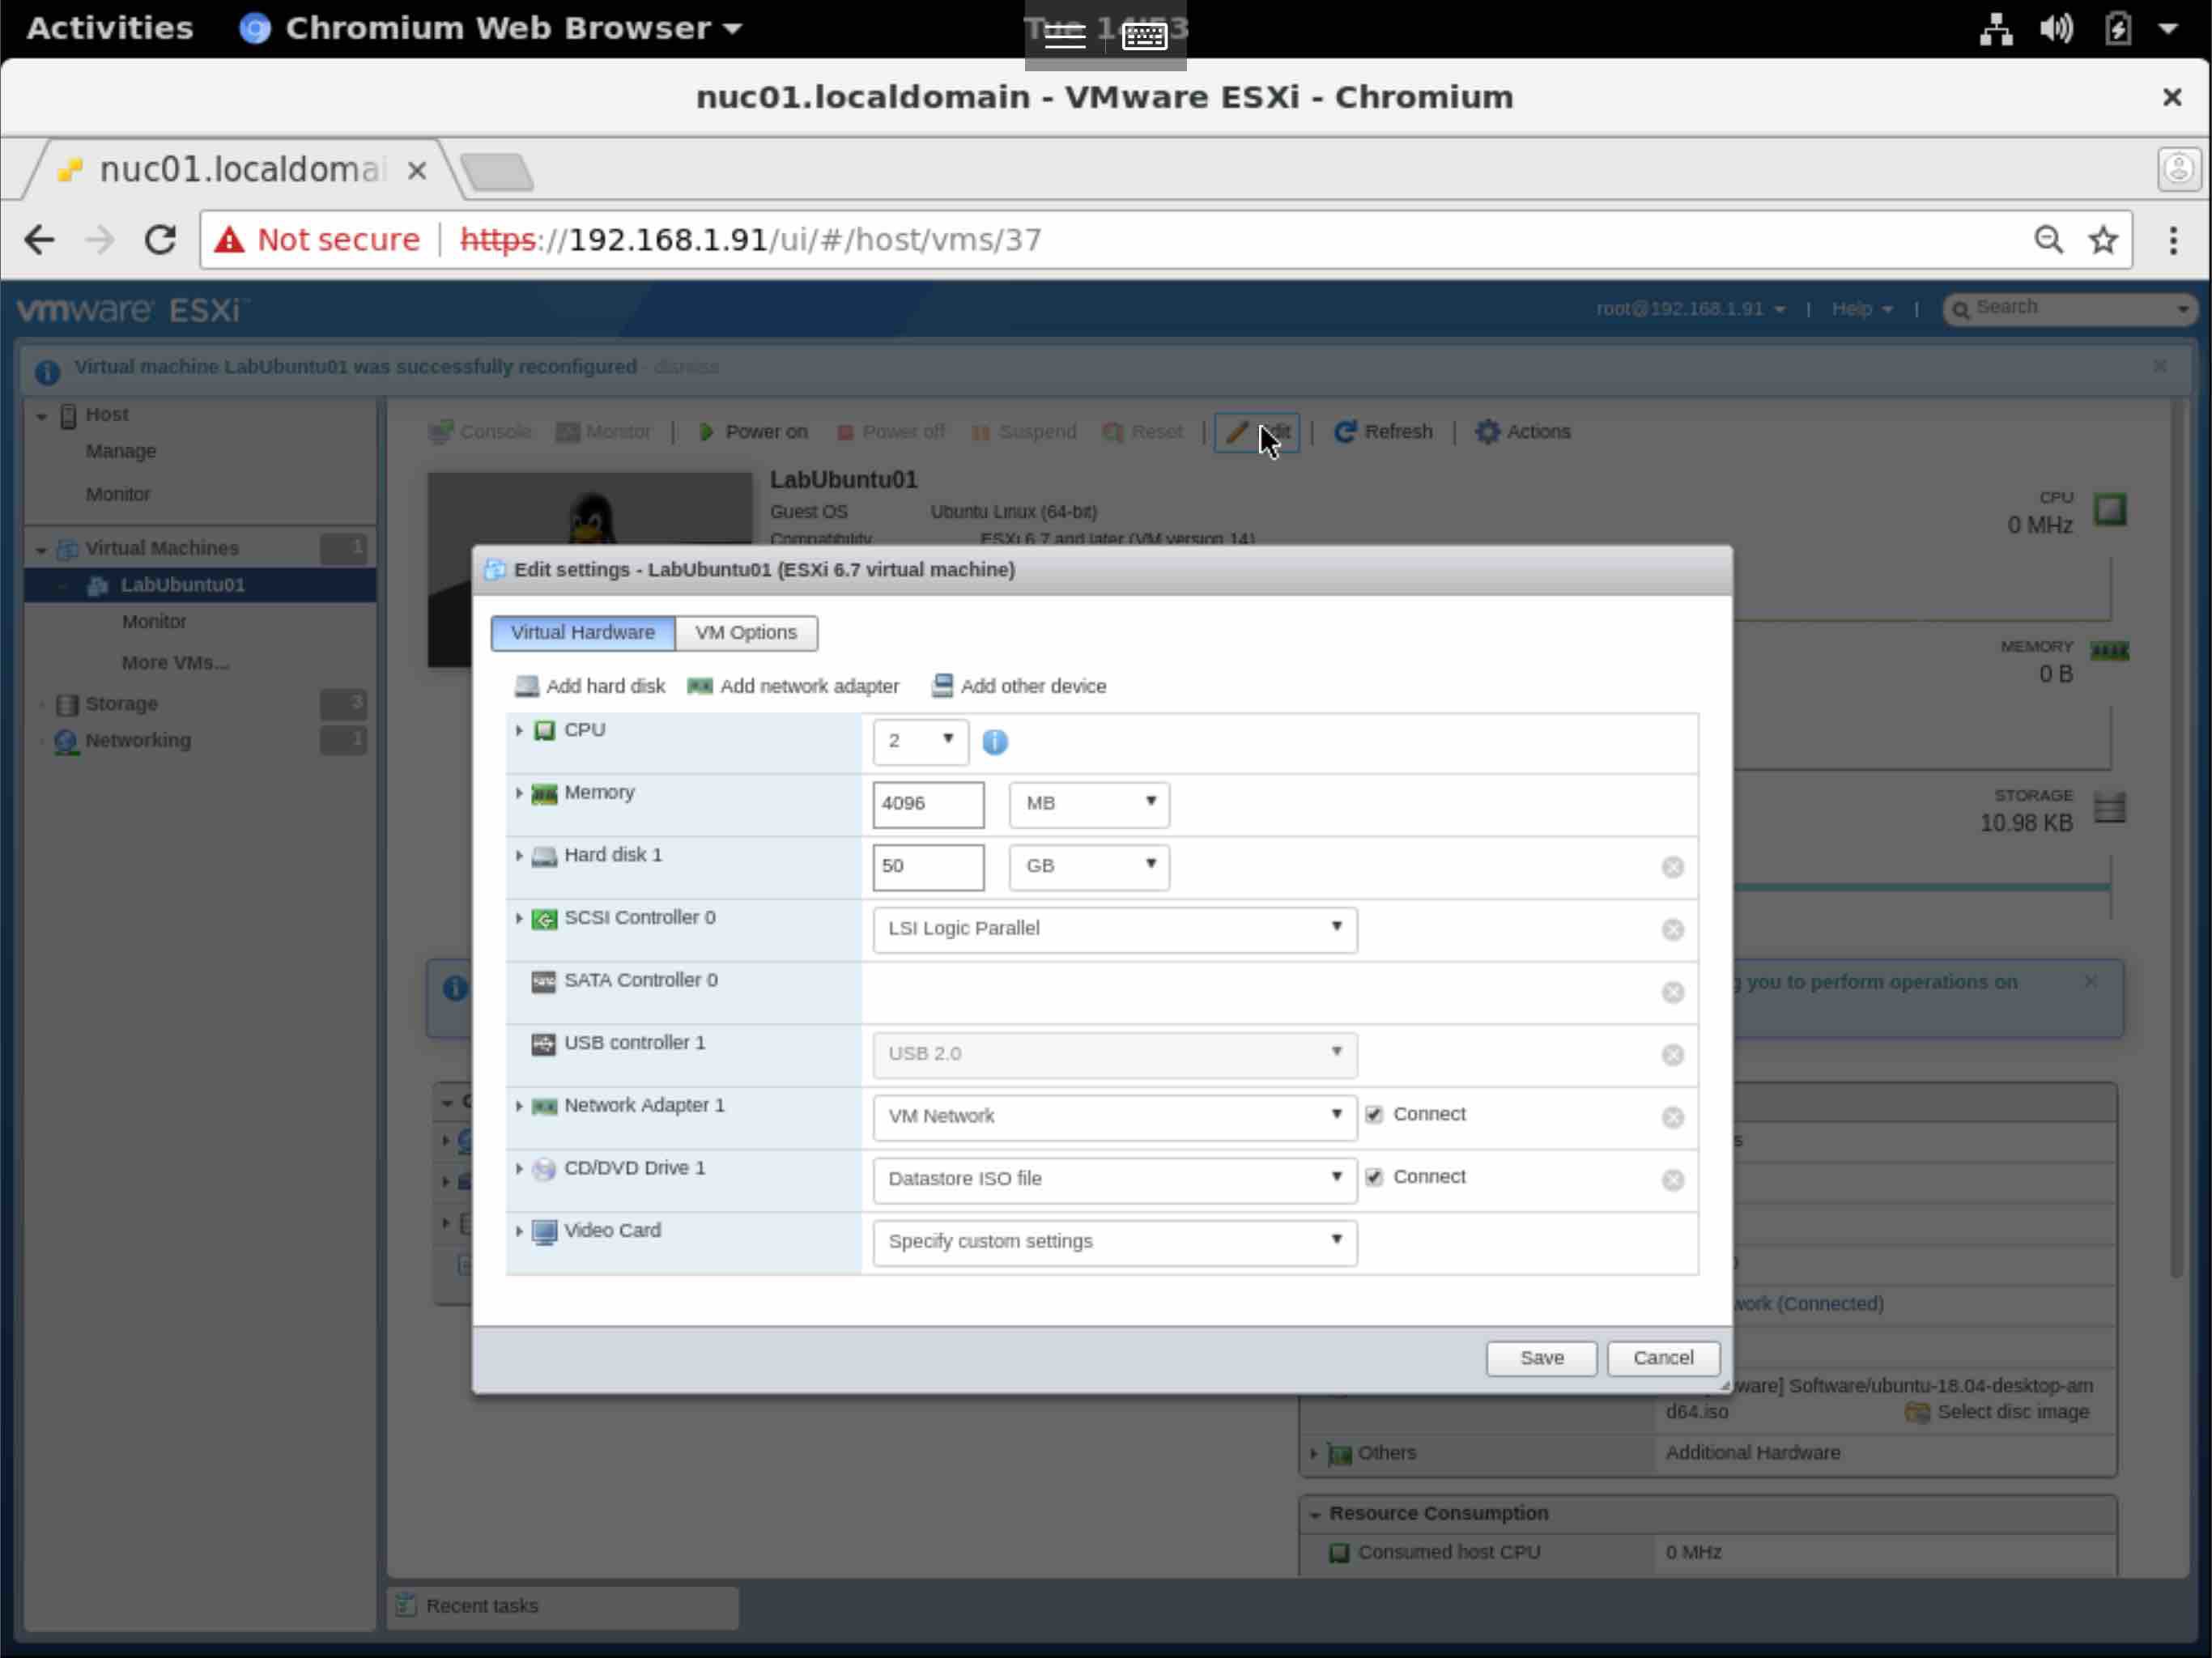 Activities Chromium Web Browser Tue 14:53
nuc01.localdomain - VMware ESXi - Chromium
nuc01.localdomai
Not secure https://192.168.1.91/ui/#/host/vms/37
vmware ESXi™ root@192.168.1.91 | Help | Search
Virtual machine LabUbuntu01 was successfully reconfigured - dismiss
Host
Manage
Monitor
Virtual Machines 1
LabUbuntu01
Monitor
More VMs...
Storage 3
Networking 1
Console Monitor | Power on Power off Suspend Reset | Edit | Refresh | Actions
LabUbuntu01
Guest OS Ubuntu Linux (64-bit)
Compatibility ESXi 6.7 and later (VM version 14)
CPU
0 MHz
MEMORY
0 B
STORAGE
10.98 KB
Edit settings - LabUbuntu01 (ESXi 6.7 virtual machine)
Virtual Hardware VM Options
Add hard disk Add network adapter Add other device
CPU 2
Memory 4096 MB
Hard disk 1 50 GB
SCSI Controller 0 LSI Logic Parallel
SATA Controller 0
USB controller 1 USB 2.0
Network Adapter 1 VM Network Connect
CD/DVD Drive 1 Datastore ISO file Connect
Video Card Specify custom settings
Save Cancel
you to perform operations on
work (Connected)
ware] Software/ubuntu-18.04-desktop-am
d64.iso Select disc image
Others Additional Hardware
Resource Consumption
Consumed host CPU 0 MHz
Recent tasks